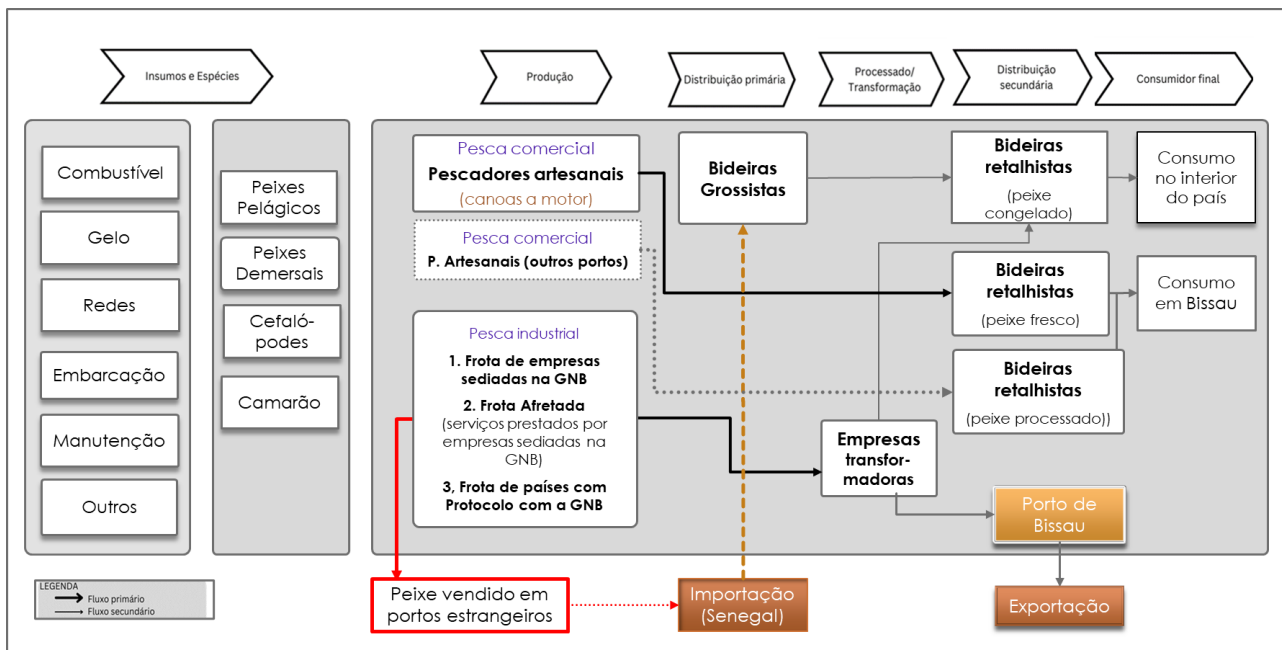 Insumos e Espécies
Produção
Distribuição primária
Processado/
Transformação
Distribuição
secundária
Consumidor final
Combustível
Gelo
Redes
Embarcação
Manutenção
Outros
Peixes
Pelágicos
Peixes
Demersais
Cefaló-
podes
Camarão
Pesca comercial
Pescadores artesanais
(canoas a motor)
Pesca comercial
P. Artesanais (outros portos)
Pesca industrial
1. Frota de empresas
sediadas na GNB
2. Frota Afretada
(serviços prestados por
empresas sediadas na
GNB)
3, Frota de países com
Protocolo com a GNB
Bideiras
Grossistas
Empresas
transfor-
madoras
Bideiras
retalhistas
(peixe
congelado)
Bideiras
retalhistas
(peixe fresco)
Bideiras
retalhistas
(peixe processado))
Consumo
no interior
do país
Consumo
em Bissau
Porto de
Bissau
LEGENDA
Fluxo primário
Fluxo secundário
Peixe vendido em
portos estrangeiros
Importação
(Senegal)
Exportação